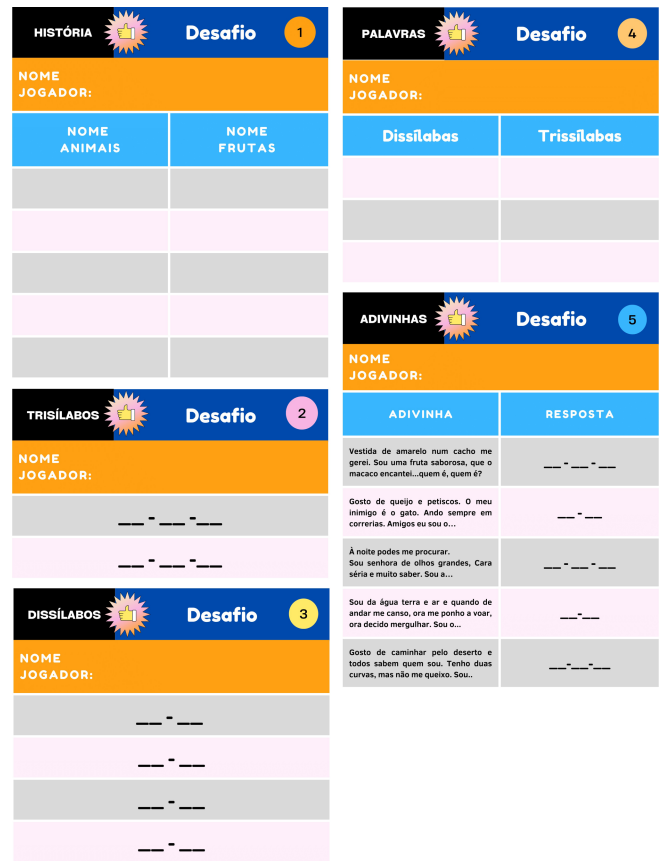 HISTÓRIA
Desafio
1
NOME
JOGADOR:
NOME
ANIMAIS
NOME
FRUTAS
TRISÍLABOS
Desafio
2
NOME
JOGADOR:
__-__-__
__-__-__
DISSÍLABOS
Desafio
3
NOME
JOGADOR:
__-__
__-__
__-__
__-__
PALAVRAS
Desafio
4
NOME
JOGADOR:
Dissílabas
Trissílabas
ADIVINHAS
Desafio
5
NOME
JOGADOR:
ADIVINHA
RESPOSTA
Vestida de amarelo num cacho me
gerei. Sou uma fruta saborosa, que o
macaco encantei...quem é, quem é?
__-__-__
Gosto de queijo e petiscos. O meu
inimigo é o gato. Ando sempre em
correrias. Amigos eu sou o...
__-__
À noite podes me procurar.
Sou senhora de olhos grandes, Cara
séria e muito saber. Sou a...
__-__-__
Sou da água terra e ar e quando de
andar me canso, ora me ponho a voar,
ora decido mergulhar. Sou o...
__-__
Gosto de caminhar pelo deserto e
todos sabem quem sou. Tenho duas
curvas, mas não me queixo. Sou..
__-__-__